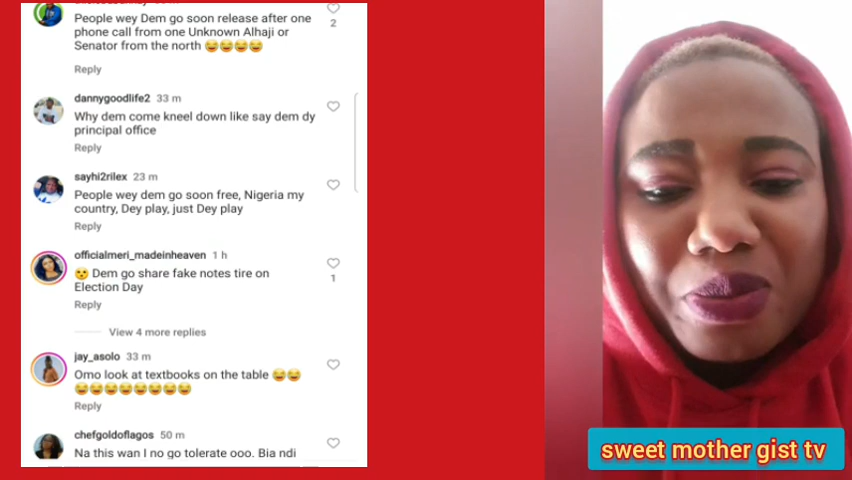 People wey Dem go soon release after one
phone call from one Unknown Alhaji or
Senator from the north 😂😂😂😂
2
Reply
dannygoodlife2 33 m
Why dem come kneel down like say dem dy
principal office
Reply
sayhi2rilex 23 m
People wey dem go soon free, Nigeria my
country, Dey play, just Dey play
Reply
officialmeri_madeinheaven 1 h
Dem go share fake notes tire on
Election Day
1
Reply
View 4 more replies
jay_asolo 33 m
Omo look at textbooks on the table 😂😂
😂😂😂😂😂😂😂😂
Reply
chefgoldoflagos 50 m
Na this wan I no go tolerate ooo. Bia ndi
sweet mother gist tv